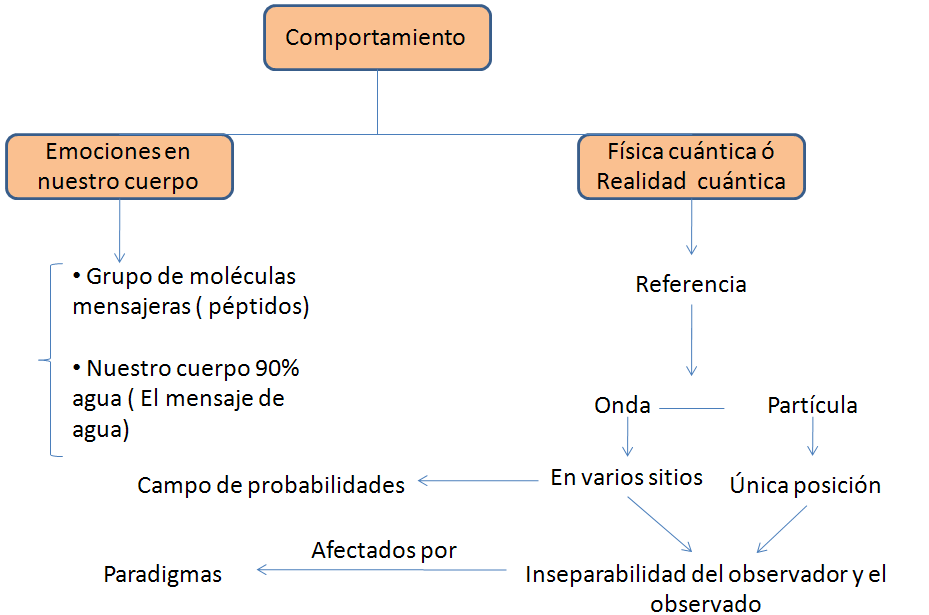 Comportamiento
Emociones en
nuestro cuerpo
Física cuántica ó
Realidad cuántica
• Grupo de moléculas
mensajeras ( péptidos)
• Nuestro cuerpo 90%
agua ( El mensaje de
agua)
Referencia
Onda
Partícula
Campo de probabilidades
En varios sitios
Única posición
Paradigmas
Afectados por
Inseparabilidad del observador y el
observado